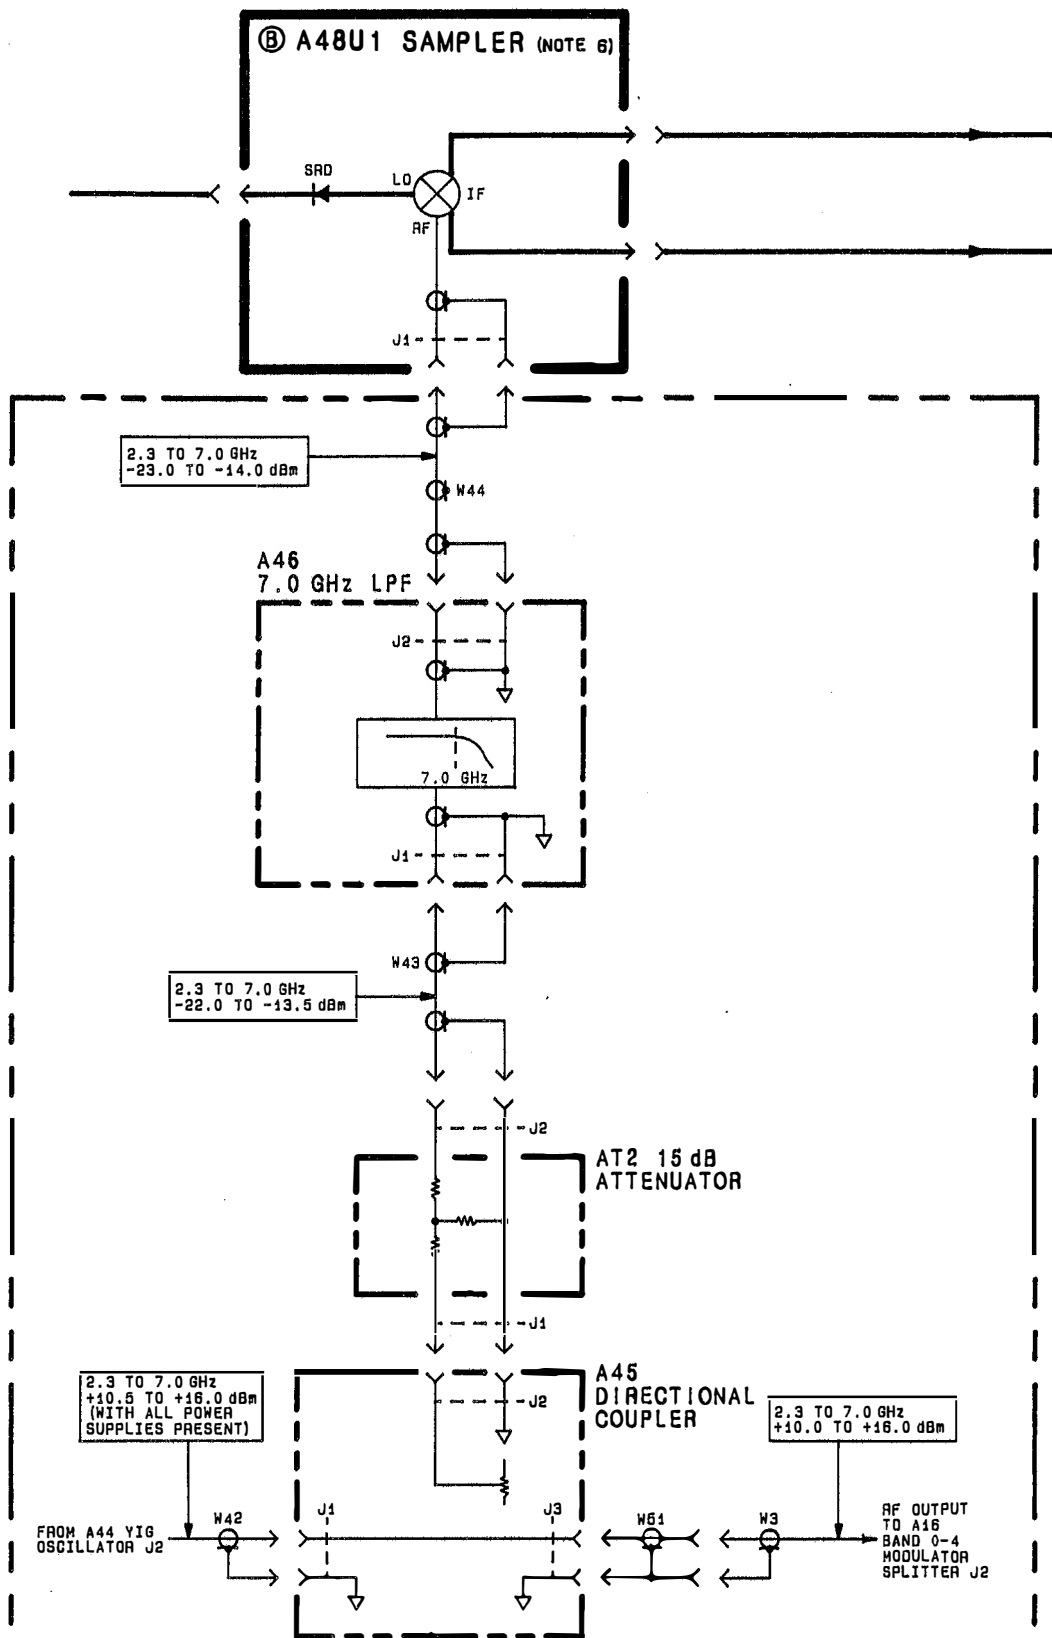 Ⓑ A48U1 SAMPLER (NOTE 6)
SRD
LO
IF
RF
J1
2.3 TO 7.0 GHz
-23.0 TO -14.0 dBm
W44
A46
7.0 GHz LPF
J2
7.0 GHz
J1
W43
2.3 TO 7.0 GHz
-22.0 TO -13.5 dBm
J2
AT2 15 dB
ATTENUATOR
J1
A45
DIRECTIONAL
COUPLER
2.3 TO 7.0 GHz
+10.5 TO +16.0 dBm
(WITH ALL POWER
SUPPLIES PRESENT)
J2
2.3 TO 7.0 GHz
+10.0 TO +16.0 dBm
W42
J1
J3
W51
W3
FROM A44 YIG
OSCILLATOR J2
RF OUTPUT
TO A16
BAND 0-4
MODULATOR
SPLITTER J2